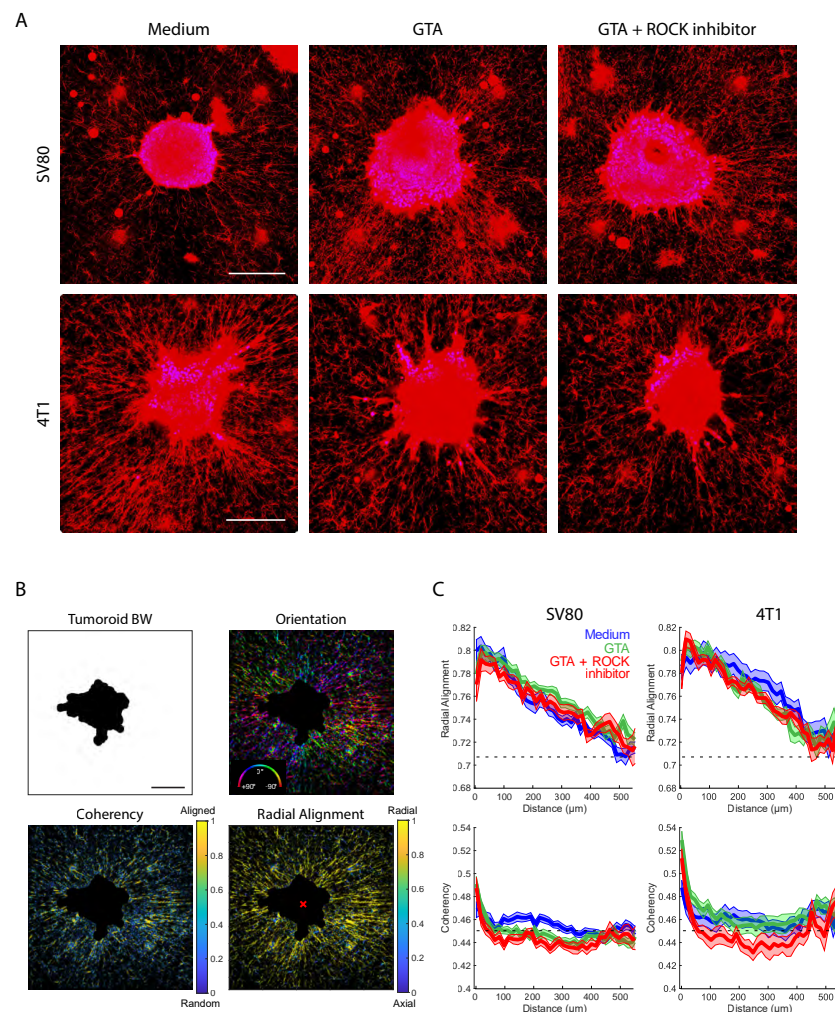 A
Medium
GTA
GTA + ROCK inhibitor
SV80
4T1
B
Tumoroid BW
Orientation
0°
+90°
-90°
Coherency
Aligned
1
0.8
0.6
0.4
0.2
0
Random
Radial Alignment
Radial
1
0.8
0.6
0.4
0.2
0
Axial
C
SV80
4T1
Radial Alignment
0.82
0.8
0.78
0.76
0.74
0.72
0.7
0.68
Medium
GTA
GTA + ROCK
inhibitor
0 100 200 300 400 500
Distance (μm)
0.82
0.8
0.78
0.76
0.74
0.72
0.7
0.68
0 100 200 300 400 500
Distance (μm)
Coherency
0.54
0.52
0.5
0.48
0.46
0.44
0.42
0.4
0 100 200 300 400 500
Distance (μm)
Coherency
0.54
0.52
0.5
0.48
0.46
0.44
0.42
0.4
0 100 200 300 400 500
Distance (μm)